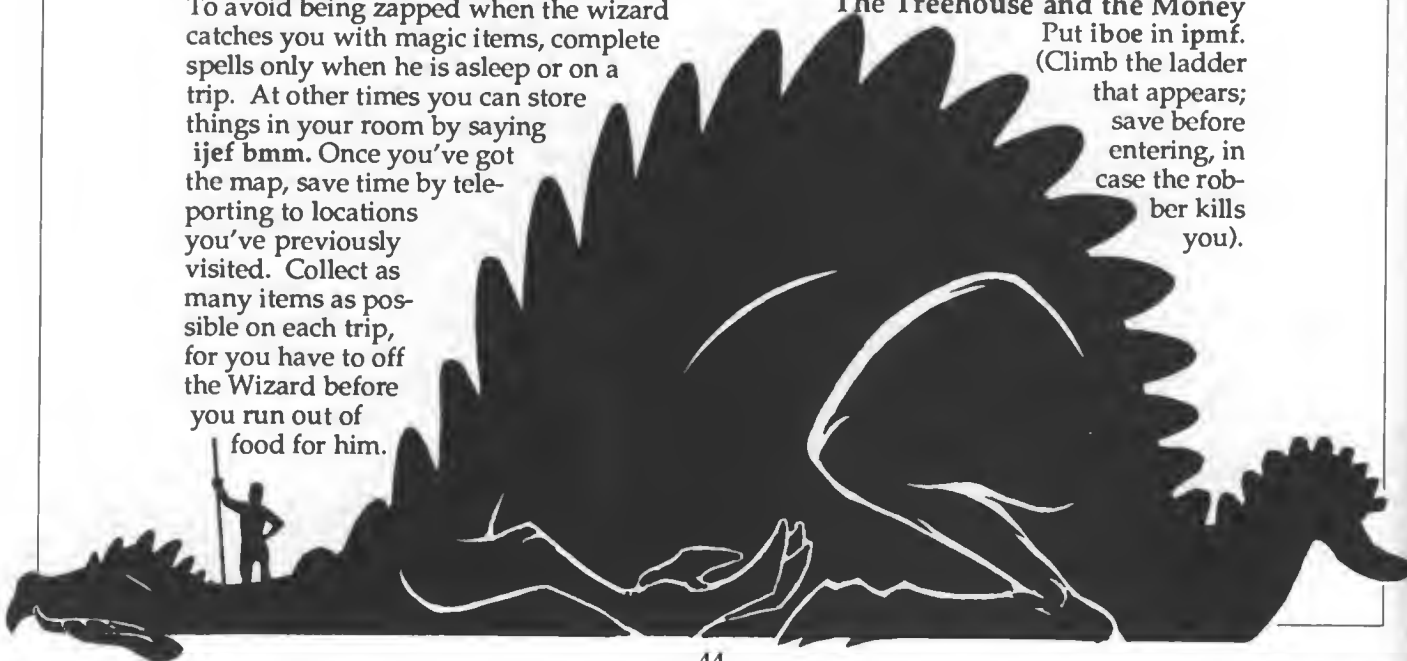 To avoid being zapped when the wizard
catches you with magic items, complete
spells only when he is asleep or on a
trip. At other times you can store
things in your room by saying
ijef bmm. Once you've got
the map, save time by tele-
porting to locations
you've previously
visited. Collect as
many items as pos-
sible on each trip,
for you have to off
the Wizard before
you run out of
food for him.
The Treehouse and the Money
Put iboe in ipmf.
(Climb the ladder
that appears;
save before
entering, in
case the rob-
ber kills
you).
44